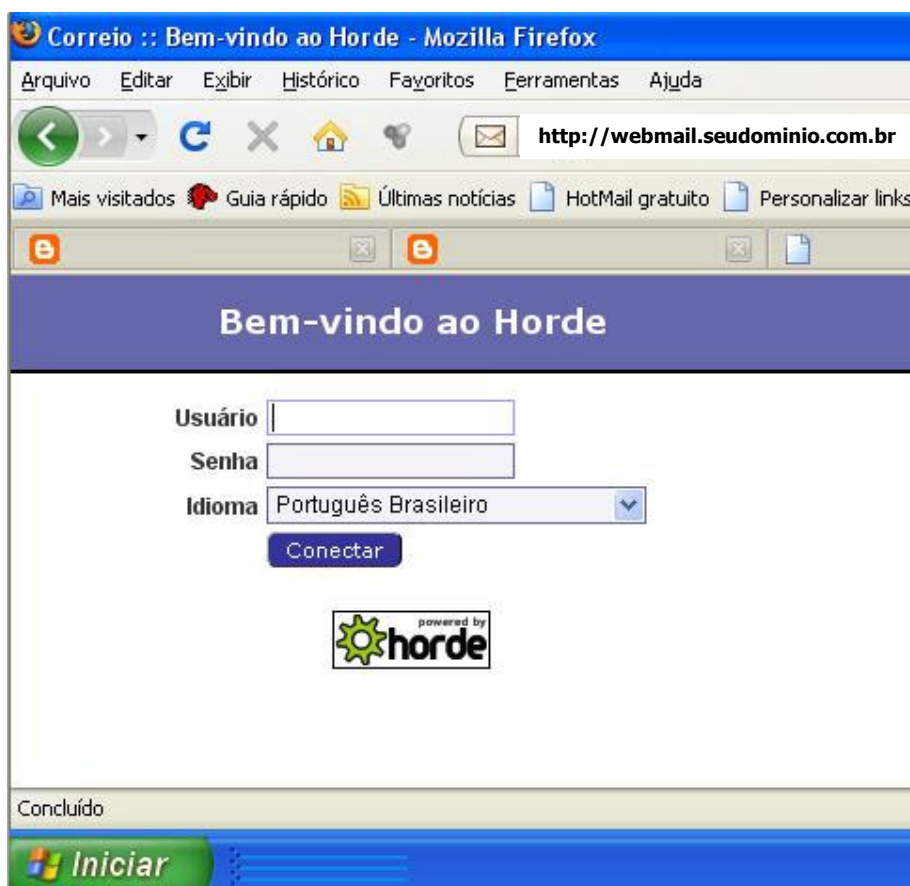 Correio :: Bem-vindo ao Horde - Mozilla Firefox
Arquivo Editar Exibir Histórico Favoritos Ferramentas Ajuda
http://webmail.seudominio.com.br
Mais visitados Guia rápido Últimas notícias HotMail gratuito Personalizar links
Bem-vindo ao Horde
Usuário
Senha
Idioma Português Brasileiro
Conectar
powered by
horde
Concluído
Iniciar